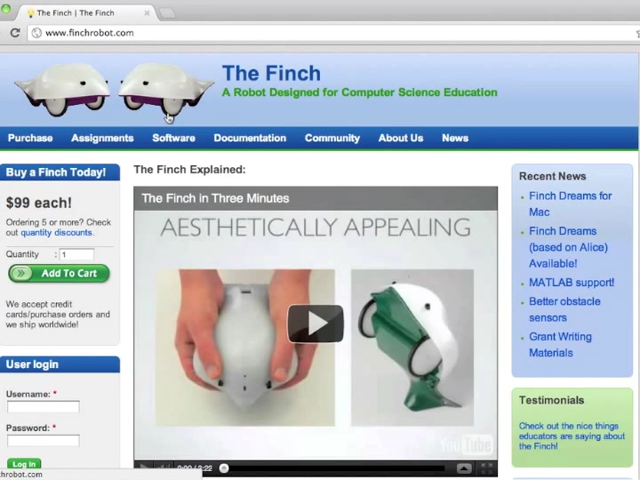 The Finch | The Finch
www.finchrobot.com
The Finch
A Robot Designed for Computer Science Education
Purchase Assignments Software Documentation Community About Us News
Buy a Finch Today!
$99 each!
Ordering 5 or more? Check
out quantity discounts.
Quantity : 1
Add To Cart
We accept credit
cards/purchase orders and
we ship worldwide!
User login
Username: *
Password: *
Log in
The Finch Explained:
The Finch in Three Minutes
AESTHETICALLY APPEALING
YouTube
Recent News
Finch Dreams for
Mac
Finch Dreams
(based on Alice)
Available!
MATLAB support!
Better obstacle
sensors
Grant Writing
Materials
Testimonials
Check out the nice things
educators are saying about
the Finch!